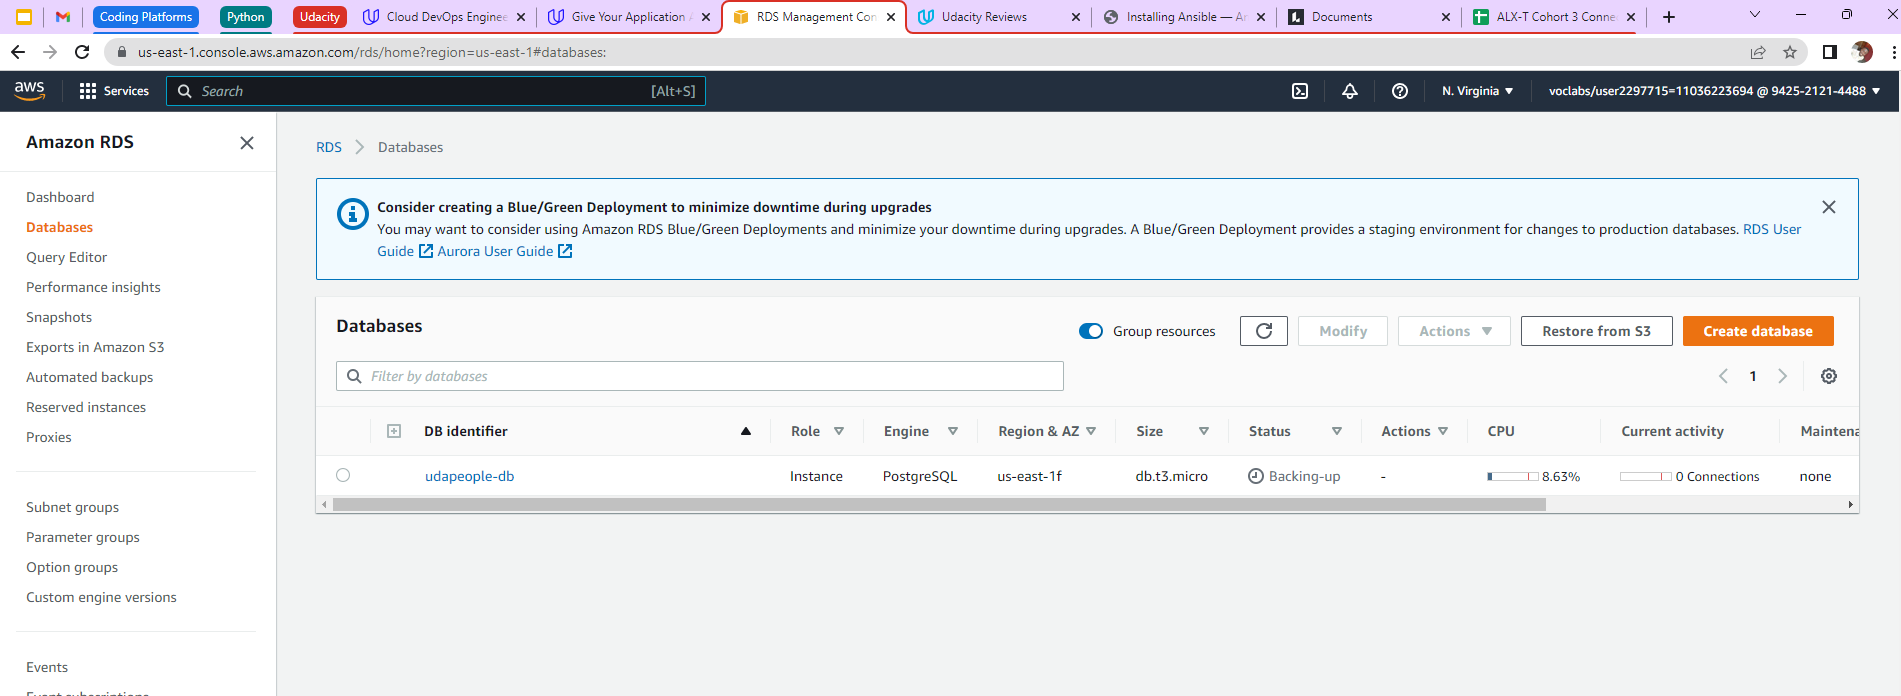 Coding Platforms
Python
Udacity
Cloud DevOps Enginee
Give Your Application A
RDS Management Con
Udacity Reviews
Installing Ansible — An
Documents
ALX-T Cohort 3 Conne
us-east-1.console.aws.amazon.com/rds/home?region=us-east-1#databases:
aws
Services
Search
[Alt+S]
N. Virginia
voclabs/user2297715=11036223694 @ 9425-2121-4488
Amazon RDS
Dashboard
Databases
Query Editor
Performance insights
Snapshots
Exports in Amazon S3
Automated backups
Reserved instances
Proxies
Subnet groups
Parameter groups
Option groups
Custom engine versions
Events
Event subscriptions
RDS
Databases
Consider creating a Blue/Green Deployment to minimize downtime during upgrades
You may want to consider using Amazon RDS Blue/Green Deployments and minimize your downtime during upgrades. A Blue/Green Deployment provides a staging environment for changes to production databases. RDS User
Guide Aurora User Guide
Databases
Group resources
Modify
Actions
Restore from S3
Create database
Filter by databases
1
DB identifier
Role
Engine
Region & AZ
Size
Status
Actions
CPU
Current activity
Maintena
udapeople-db
Instance
PostgreSQL
us-east-1f
db.t3.micro
Backing-up
-
8.63%
0 Connections
none